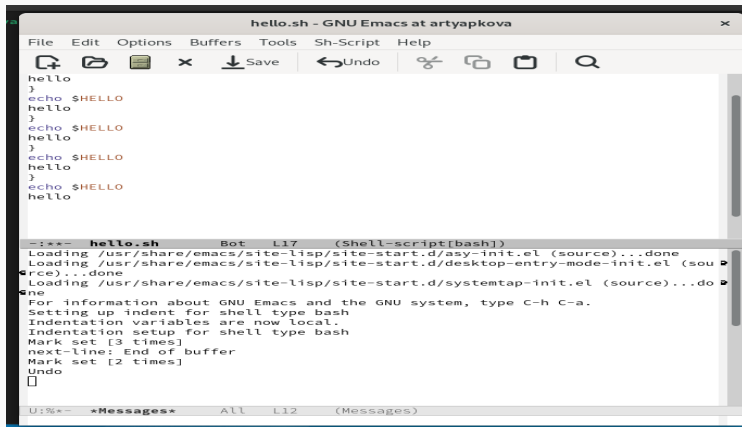 va
hello.sh - GNU Emacs at artyapkova
File Edit Options Buffers Tools Sh-Script Help
Save Undo
hello
}
echo $HELLO
hello
}
echo $HELLO
hello
}
echo $HELLO
hello
}
echo $HELLO
hello
-:**- hello.sh Bot L17 (Shell-script[bash])
Loading /usr/share/emacs/site-lisp/site-start.d/asy-init.el (source)...done
Loading /usr/share/emacs/site-lisp/site-start.d/desktop-entry-mode-init.el (sou
rce)...done
Loading /usr/share/emacs/site-lisp/site-start.d/systemtap-init.el (source)...do
ne
For information about GNU Emacs and the GNU system, type C-h C-a.
Setting up indent for shell type bash
Indentation variables are now local.
Indentation setup for shell type bash
Mark set [3 times]
next-line: End of buffer
Mark set [2 times]
Undo
U:%*- *Messages* All L12 (Messages)